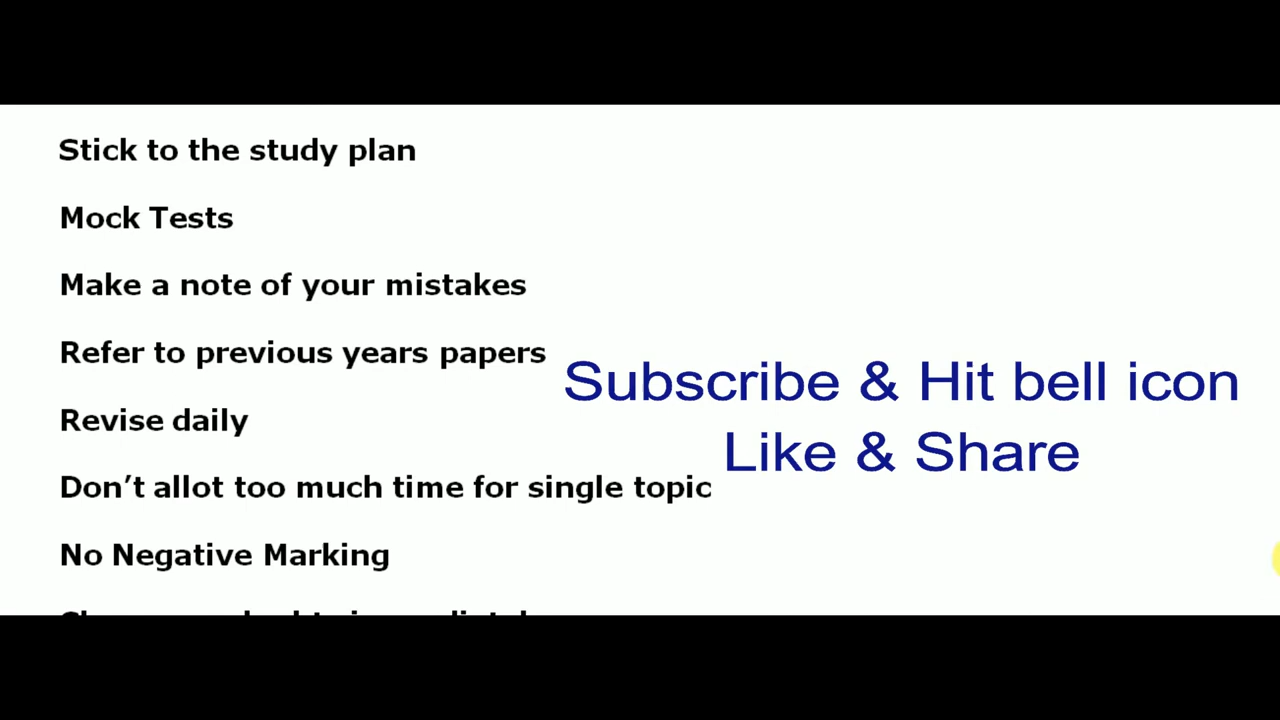 Stick to the study plan
Mock Tests
Make a note of your mistakes
Refer to previous years papers
Subscribe & Hit bell icon
Revise daily
Like & Share
Don’t allot too much time for single topic
No Negative Marking